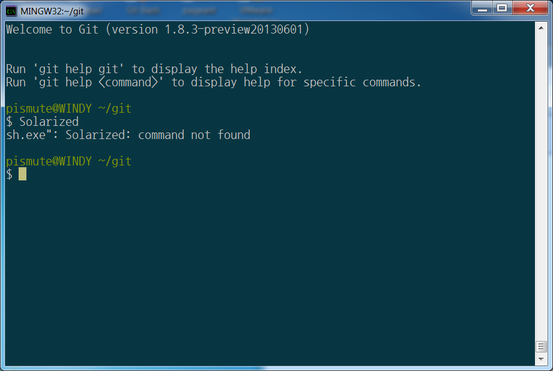 MINGW32:~/git
Welcome to Git (version 1.8.3-preview20130601)
Run 'git help git' to display the help index.
Run 'git help <command>' to display help for specific commands.
pismute@WINDY ~/git
$ Solarized
sh.exe": Solarized: command not found
pismute@WINDY ~/git
$